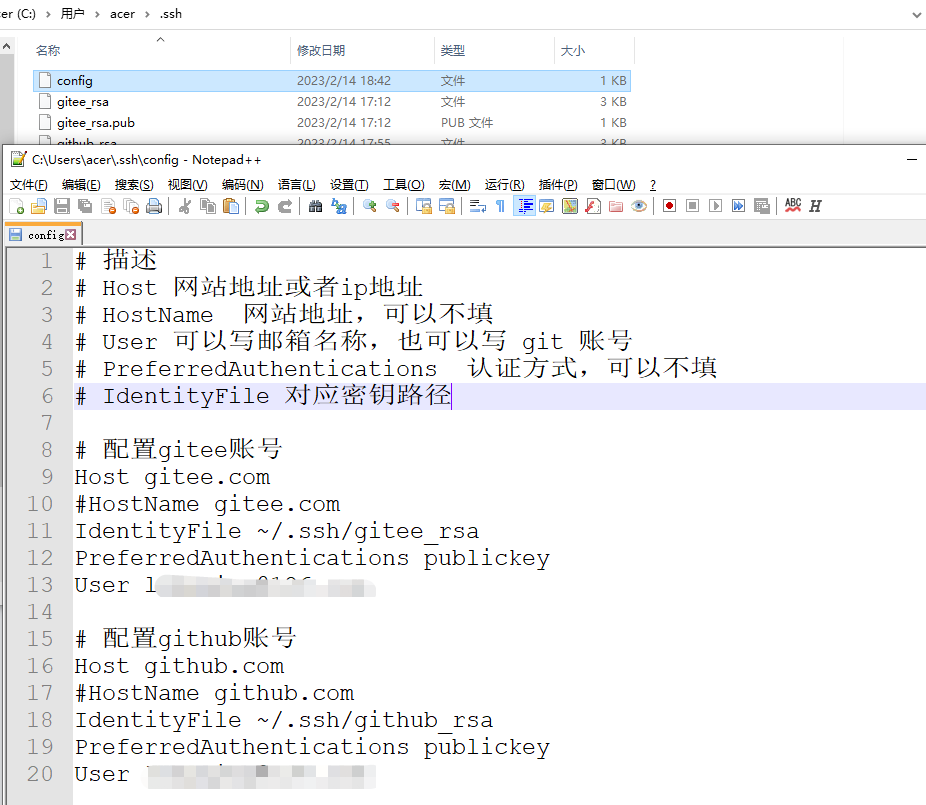 er (C:) › 用户 › acer › .ssh
名称 修改日期 类型 大小
config 2023/2/14 18:42 文件 1 KB
gitee_rsa 2023/2/14 17:12 文件 3 KB
gitee_rsa.pub 2023/2/14 17:12 PUB 文件 1 KB
github_rsa 2023/2/14 17:55 文件 3 KB
C:\Users\acer\.ssh\config - Notepad++
文件(F) 编辑(E) 搜索(S) 视图(V) 编码(N) 语言(L) 设置(T) 工具(O) 宏(M) 运行(R) 插件(P) 窗口(W) ?
ABC H
config
1 # 描述
2 # Host 网站地址或者ip地址
3 # HostName  网站地址，可以不填
4 # User 可以写邮箱名称，也可以写 git 账号
5 # PreferredAuthentications  认证方式，可以不填
6 # IdentityFile 对应密钥路径
7
8 # 配置gitee账号
9 Host gitee.com
10 #HostName gitee.com
11 IdentityFile ~/.ssh/gitee_rsa
12 PreferredAuthentications publickey
13 User
14
15 # 配置github账号
16 Host github.com
17 #HostName github.com
18 IdentityFile ~/.ssh/github_rsa
19 PreferredAuthentications publickey
20 User